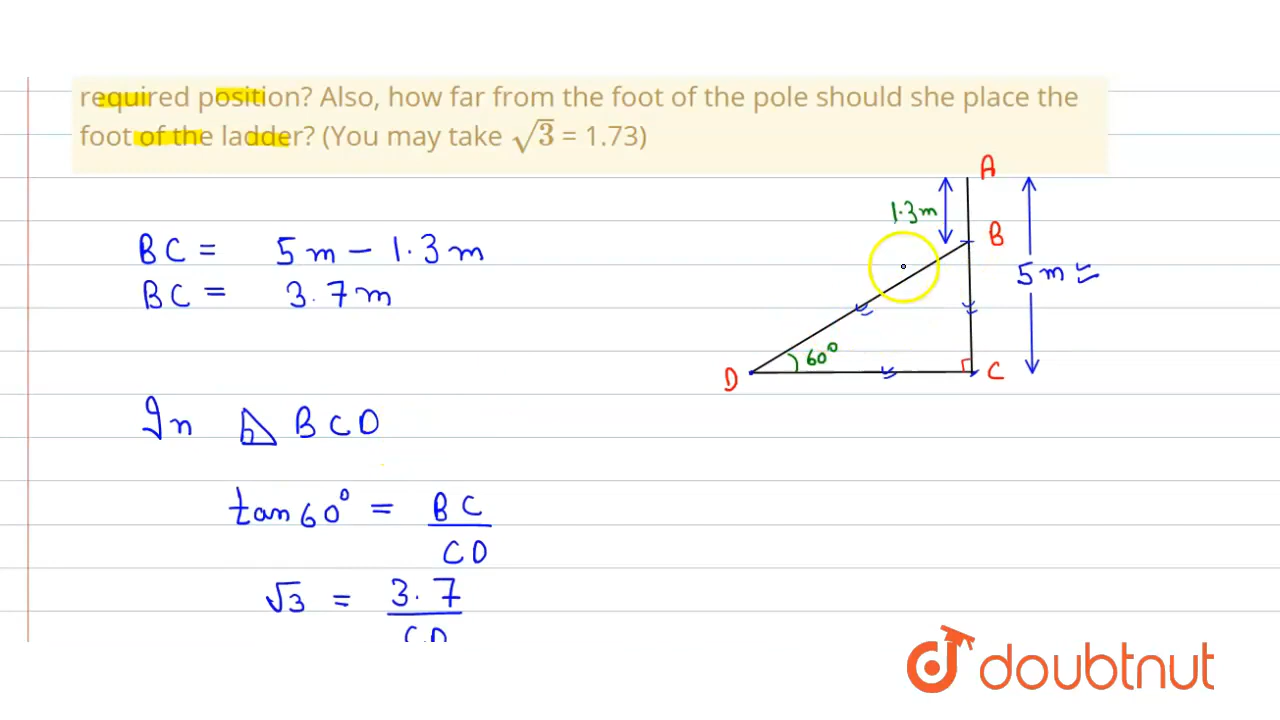 required position? Also, how far from the foot of the pole should she place the
foot of the ladder? (You may take √3 = 1.73)
A
1.3m
B
5m
60°
D
C
BC = 5m - 1.3m
BC = 3.7m
In △ BCD
tan60° = BC/CD
√3 = 3.7/CD
doubtnut